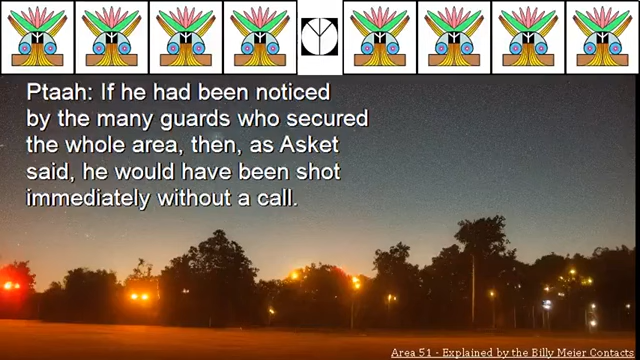 Ptaah: If he had been noticed
by the many guards who secured
the whole area, then, as Asket
said, he would have been shot
immediately without a call.
Area 51 - Explained by the Billy Meier Contacts